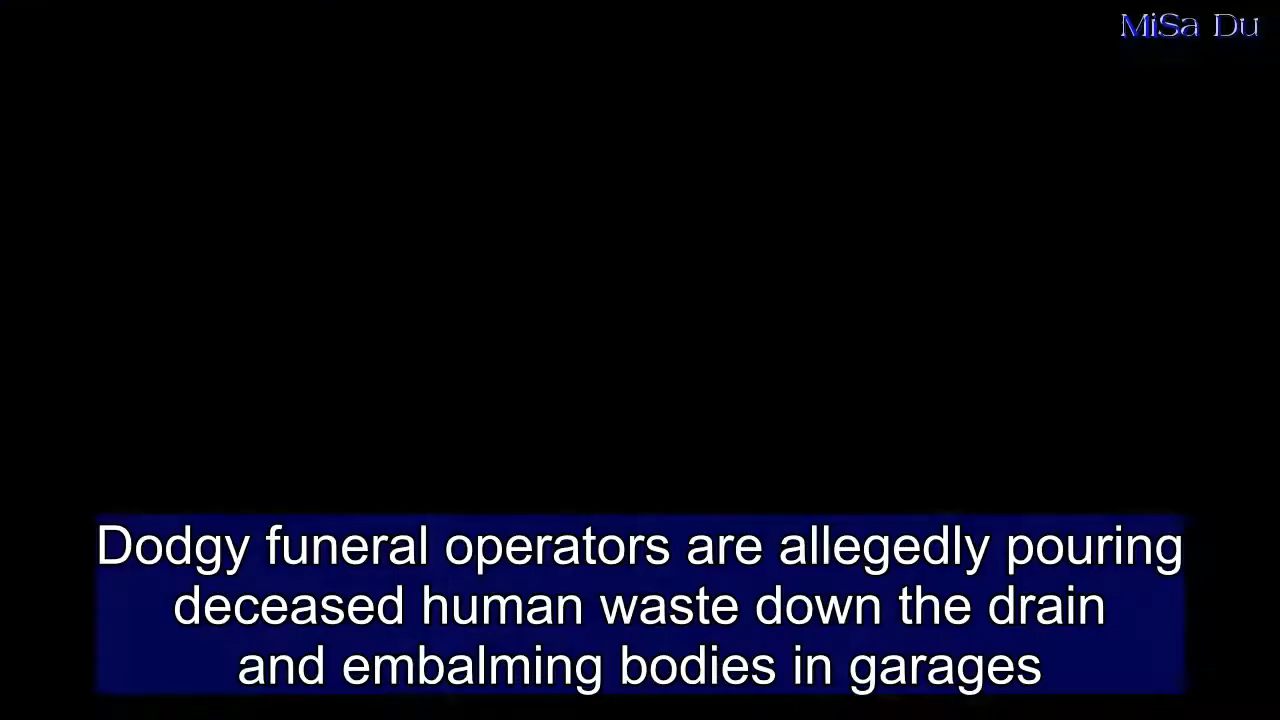 MiSa Du
Dodgy funeral operators are allegedly pouring
deceased human waste down the drain
and embalming bodies in garages